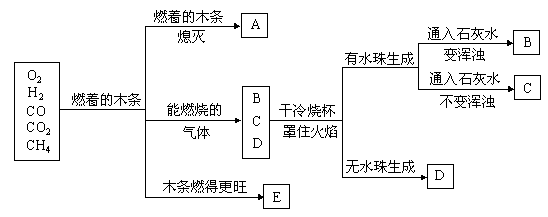 O₂
H₂
CO
CO₂
CH₄
燃着的木条
燃着的木条
熄灭
A
能燃烧的
气体
B
C
D
干冷烧杯
罩住火焰
有水珠生成
通入石灰水
变浑浊
B
通入石灰水
不变浑浊
C
无水珠生成
D
木条燃得更旺
E